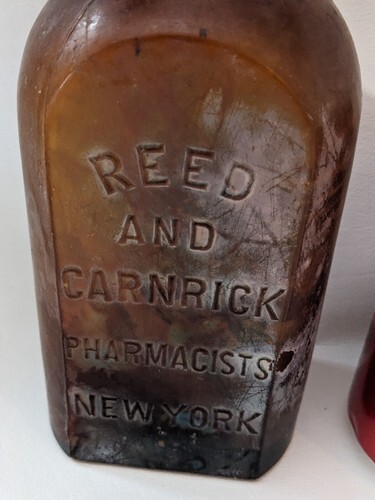 REED
AND
CARNRICK
PHARMACISTS
NEW YORK